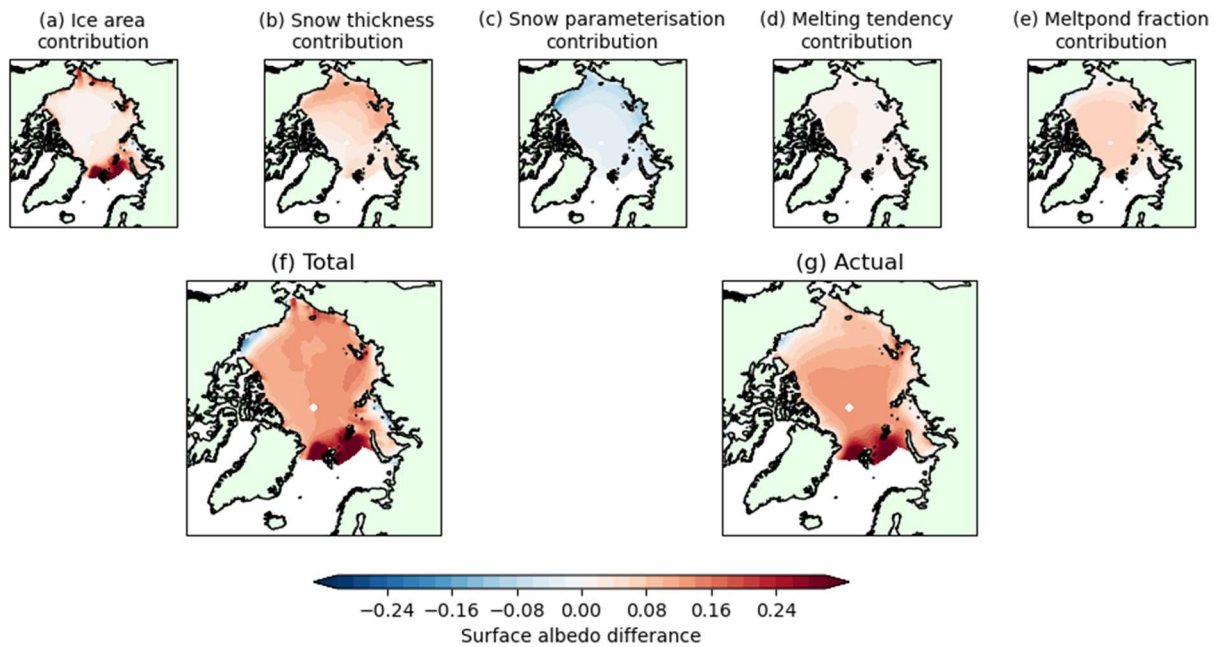 (a) Ice area
contribution
(b) Snow thickness
contribution
(c) Snow parameterisation
contribution
(d) Melting tendency
contribution
(e) Meltpond fraction
contribution
(f) Total
(g) Actual
−0.24 −0.16 −0.08 0.00 0.08 0.16 0.24
Surface albedo differance